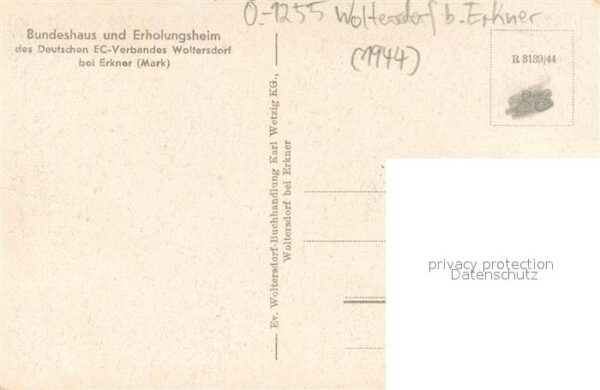 O.-1255 Woltersdorf b. Erkner
(1944)
Bundeshaus und Erholungsheim
des Deutschen EC-Verbandes Woltersdorf
bei Erkner (Mark)
R 3139/44
Ev. Woltersdorf-Buchhandlung Karl Wetzig KG.,
Woltersdorf bei Erkner
privacy protection
Datenschutz